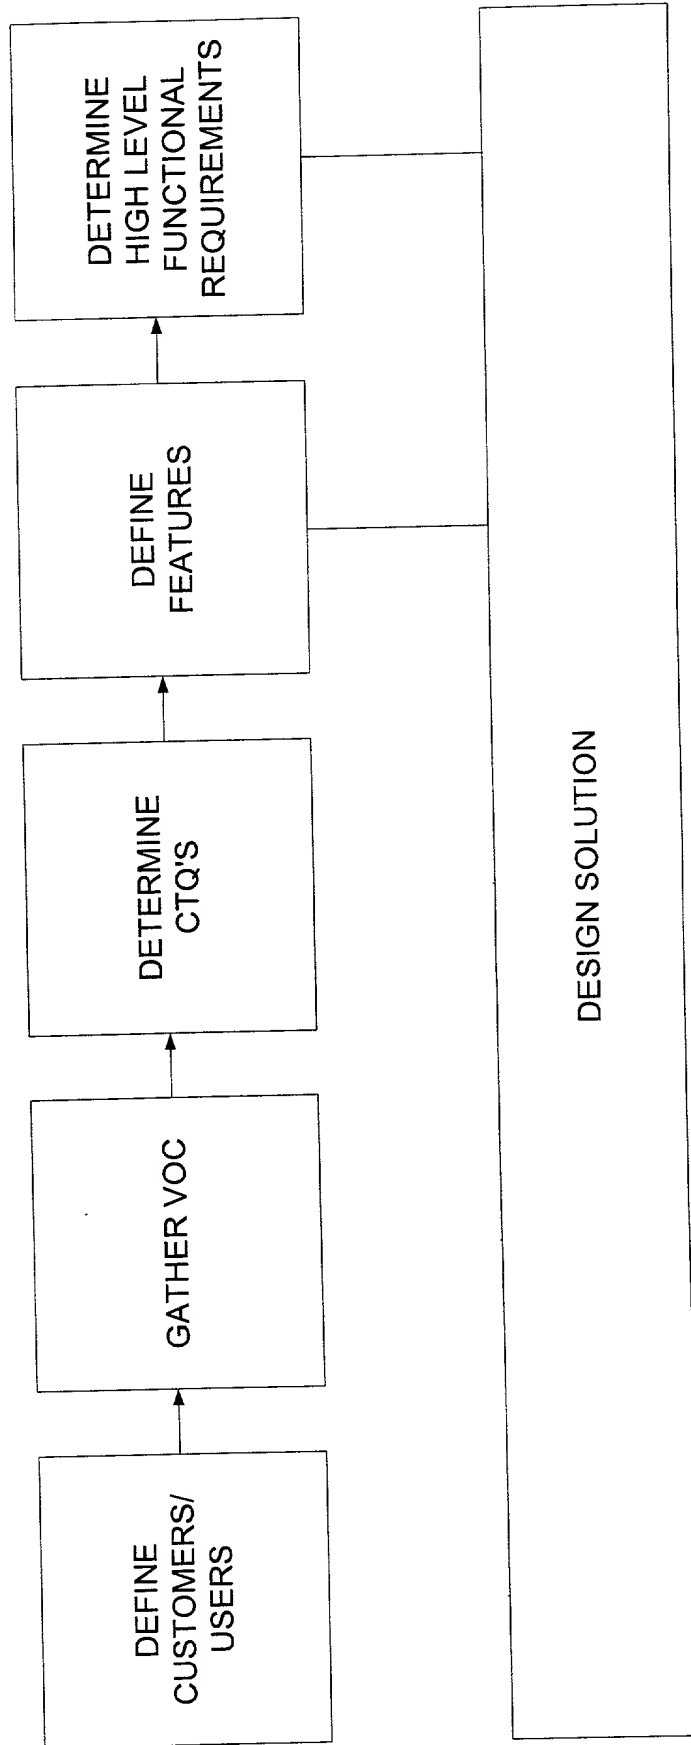 DEFINE
CUSTOMERS/
USERS
GATHER VOC
DETERMINE
CTQ'S
DEFINE
FEATURES
DETERMINE
HIGH LEVEL
FUNCTIONAL
REQUIREMENTS
DESIGN SOLUTION